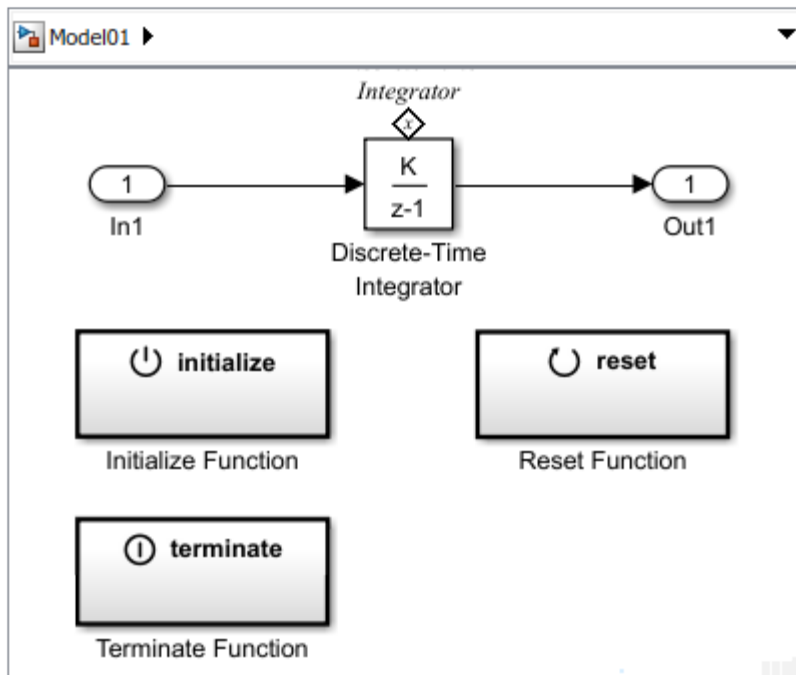 Model01
Integrator
x
1
K
z-1
1
In1
Out1
Discrete-Time
Integrator
initialize
reset
Initialize Function
Reset Function
terminate
Terminate Function